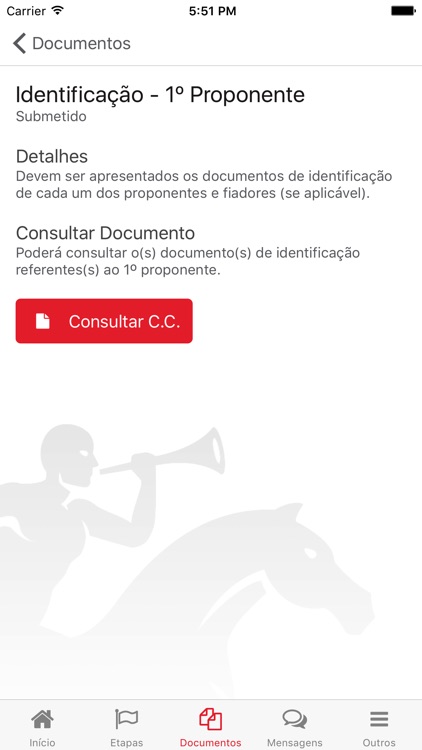 Carrier 5:51 PM
Documentos
Identificação - 1º Proponente
Submetido
Detalhes
Devem ser apresentados os documentos de identificação
de cada um dos proponentes e fiadores (se aplicável).
Consultar Documento
Poderá consultar o(s) documento(s) de identificação
referentes(s) ao 1º proponente.
Consultar C.C.
Início Etapas Documentos Mensagens Outros